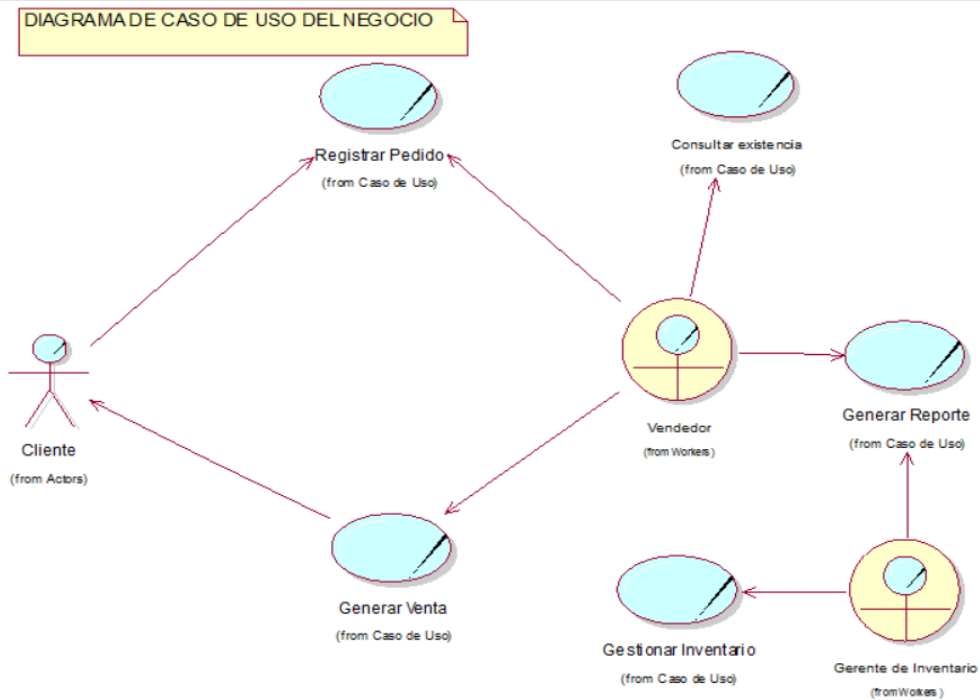 DIAGRAMA DE CASO DE USO DEL NEGOCIO
Registrar Pedido
(from Caso de Uso)
Consultar existencia
(from Caso de Uso)
Cliente
(from Actors)
Vendedor
(from Workers)
Generar Reporte
(from Caso de Uso)
Generar Venta
(from Caso de Uso)
Gestionar Inventario
(from Caso de Uso)
Gerente de Inventario
(from Workers)